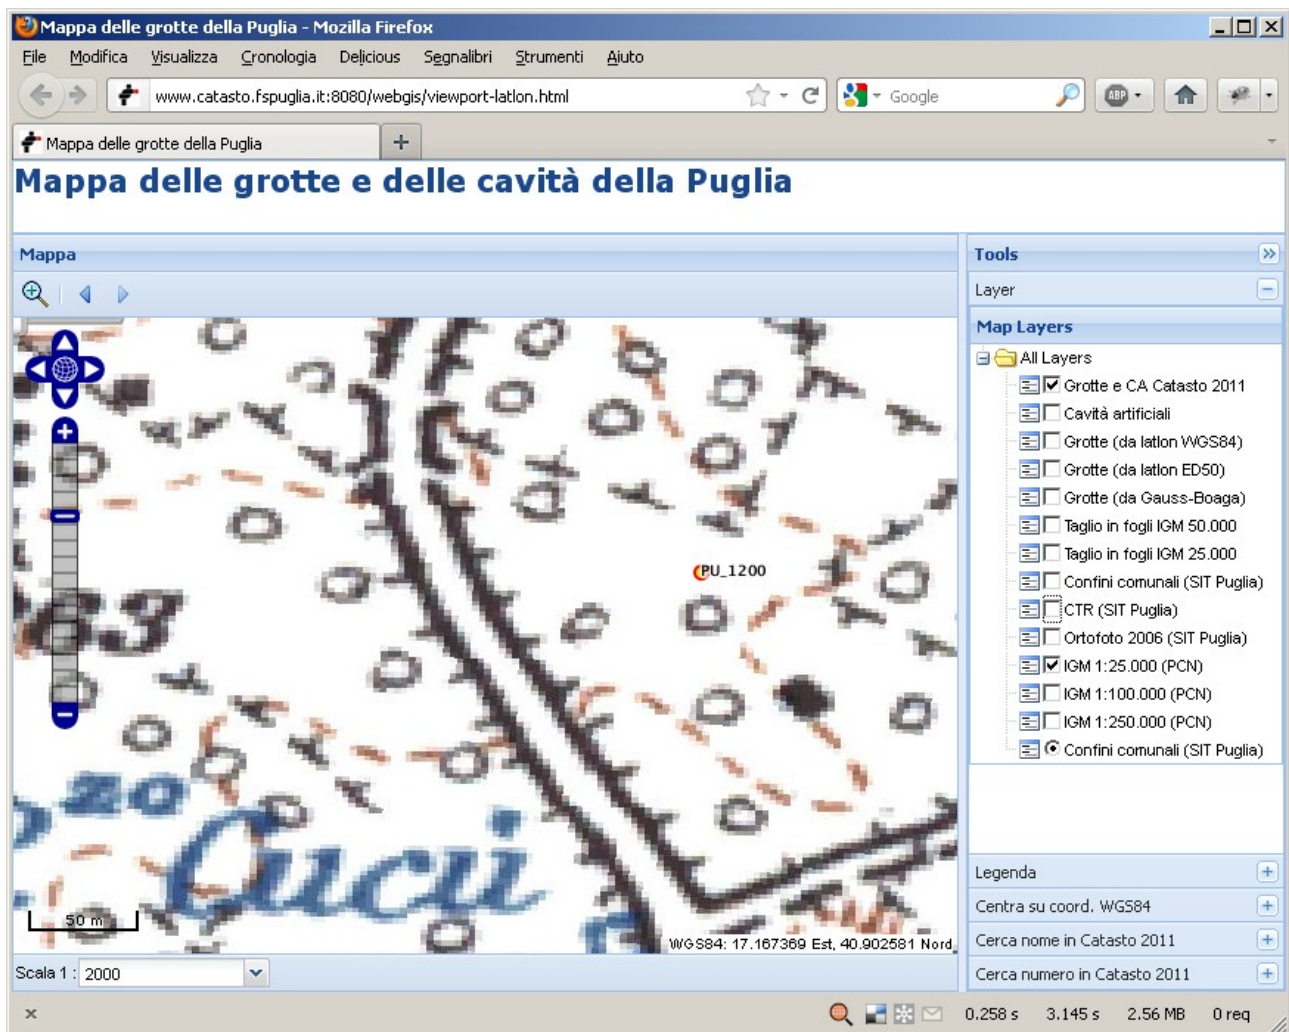 Mappa delle grotte della Puglia - Mozilla Firefox
File Modifica Visualizza Cronologia Delicious Segnalibri Strumenti Aiuto
www.catasto.fspuglia.it:8080/webgis/viewport-latlon.html
Google
ABP
Mappa delle grotte della Puglia
Mappa delle grotte e delle cavità della Puglia
Mappa
Tools
Layer
Map Layers
All Layers
Grotte e CA Catasto 2011
Cavità artificiali
Grotte (da latlon WGS84)
Grotte (da latlon ED50)
Grotte (da Gauss-Boaga)
Taglio in fogli IGM 50.000
Taglio in fogli IGM 25.000
Confini comunali (SIT Puglia)
CTR (SIT Puglia)
Ortofoto 2006 (SIT Puglia)
IGM 1:25.000 (PCN)
IGM 1:100.000 (PCN)
IGM 1:250.000 (PCN)
Confini comunali (SIT Puglia)
PU_1200
zo
Cucu
50 m
WGS84: 17.167369 Est, 40.902581 Nord
Legenda
Centra su coord. WGS84
Cerca nome in Catasto 2011
Cerca numero in Catasto 2011
Scala 1 : 2000
x
0.258 s 3.145 s 2.56 MB 0 req